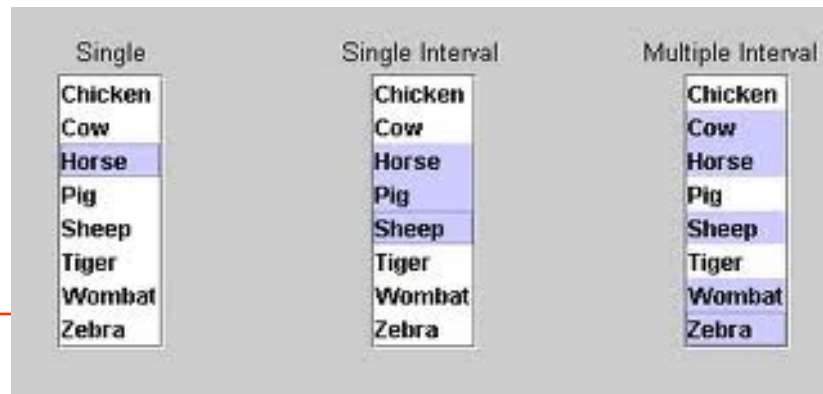 Single
Chicken
Cow
Horse
Pig
Sheep
Tiger
Wombat
Zebra
Single Interval
Chicken
Cow
Horse
Pig
Sheep
Tiger
Wombat
Zebra
Multiple Interval
Chicken
Cow
Horse
Pig
Sheep
Tiger
Wombat
Zebra